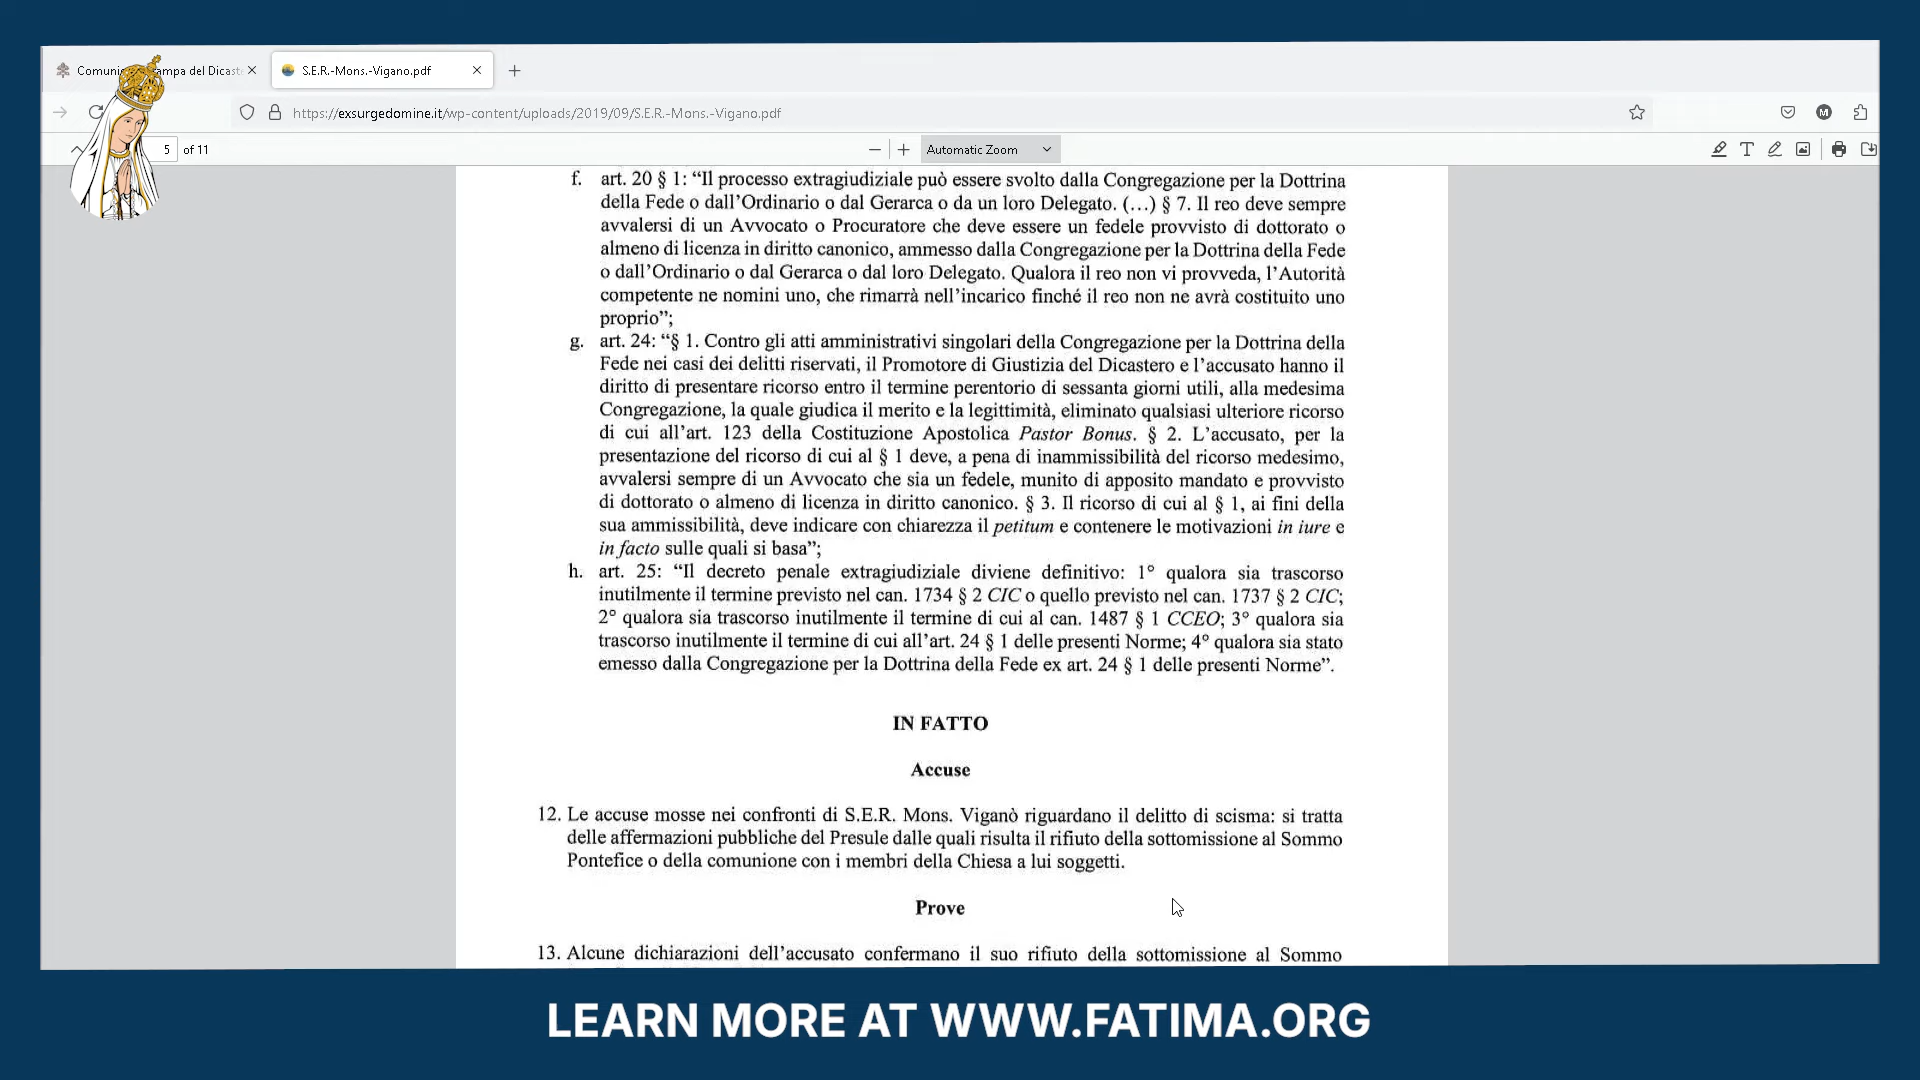 Comuni
ampa del Dicast
S.E.R.-Mons.-Vigano.pdf
https://exsurgedomine.it/wp-content/uploads/2019/09/S.E.R.-Mons.-Vigano.pdf
M
5 of 11
Automatic Zoom
f. art. 20 § 1: “Il processo extragiudiziale può essere svolto dalla Congregazione per la Dottrina
della Fede o dall’Ordinario o dal Gerarca o da un loro Delegato. (…) § 7. Il reo deve sempre
avvalersi di un Avvocato o Procuratore che deve essere un fedele provvisto di dottorato o
almeno di licenza in diritto canonico, ammesso dalla Congregazione per la Dottrina della Fede
o dall’Ordinario o dal Gerarca o dal loro Delegato. Qualora il reo non vi provveda, l’Autorità
competente ne nomini uno, che rimarrà nell’incarico finché il reo non ne avrà costituito uno
proprio”;
g. art. 24: “§ 1. Contro gli atti amministrativi singolari della Congregazione per la Dottrina della
Fede nei casi dei delitti riservati, il Promotore di Giustizia del Dicastero e l’accusato hanno il
diritto di presentare ricorso entro il termine perentorio di sessanta giorni utili, alla medesima
Congregazione, la quale giudica il merito e la legittimità, eliminato qualsiasi ulteriore ricorso
di cui all’art. 123 della Costituzione Apostolica Pastor Bonus. § 2. L’accusato, per la
presentazione del ricorso di cui al § 1 deve, a pena di inammissibilità del ricorso medesimo,
avvalersi sempre di un Avvocato che sia un fedele, munito di apposito mandato e provvisto
di dottorato o almeno di licenza in diritto canonico. § 3. Il ricorso di cui al § 1, ai fini della
sua ammissibilità, deve indicare con chiarezza il petitum e contenere le motivazioni in iure e
in facto sulle quali si basa”;
h. art. 25: “Il decreto penale extragiudiziale diviene definitivo: 1° qualora sia trascorso
inutilmente il termine previsto nel can. 1734 § 2 CIC o quello previsto nel can. 1737 § 2 CIC;
2° qualora sia trascorso inutilmente il termine di cui al can. 1487 § 1 CCEO; 3° qualora sia
trascorso inutilmente il termine di cui all’art. 24 § 1 delle presenti Norme; 4° qualora sia stato
emesso dalla Congregazione per la Dottrina della Fede ex art. 24 § 1 delle presenti Norme”.
IN FATTO
Accuse
12. Le accuse mosse nei confronti di S.E.R. Mons. Viganò riguardano il delitto di scisma: si tratta
delle affermazioni pubbliche del Presule dalle quali risulta il rifiuto della sottomissione al Sommo
Pontefice o della comunione con i membri della Chiesa a lui soggetti.
Prove
13. Alcune dichiarazioni dell’accusato confermano il suo rifiuto della sottomissione al Sommo
LEARN MORE AT WWW.FATIMA.ORG